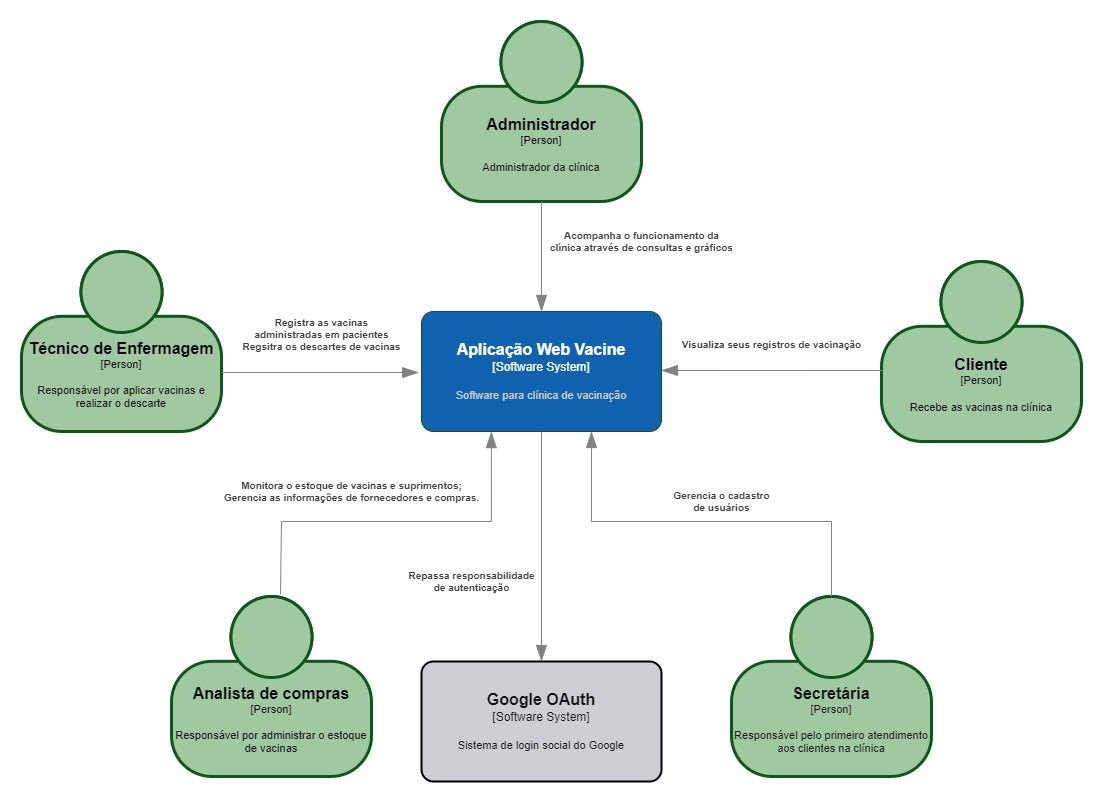 Administrador
[Person]
Administrador da clínica
Acompanha o funcionamento da
clínica através de consultas e gráficos
Técnico de Enfermagem
[Person]
Responsável por aplicar vacinas e
realizar o descarte
Registra as vacinas
administradas em pacientes
Regsitra os descartes de vacinas
Aplicação Web Vacine
[Software System]
Software para clínica de vacinação
Visualiza seus registros de vacinação
Cliente
[Person]
Recebe as vacinas na clínica
Monitora o estoque de vacinas e suprimentos;
Gerencia as informações de fornecedores e compras.
Gerencia o cadastro
de usuários
Repassa responsabilidade
de autenticação
Analista de compras
[Person]
Responsável por administrar o estoque
de vacinas
Google OAuth
[Software System]
Sistema de login social do Google
Secretária
[Person]
Responsável pelo primeiro atendimento
aos clientes na clínica